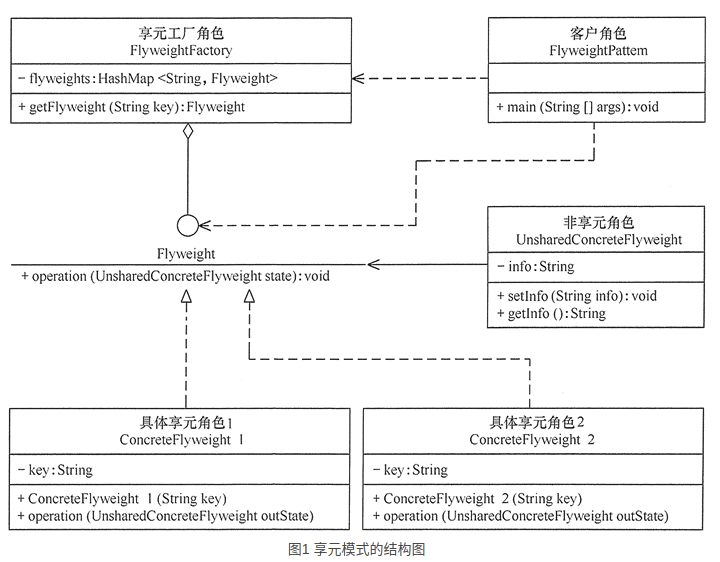 享元工厂角色
FlyweightFactory
− flyweights:HashMap <String, Flyweight>
+ getFlyweight (String key):Flyweight
客户角色
FlyweightPattem
+ main (String [] args):void
Flyweight
+ operation (UnsharedConcreteFlyweight state):void
非享元角色
UnsharedConcreteFlyweight
− info:String
+ setInfo (String info): void
+ getInfo ():String
具体享元角色1
ConcreteFlyweight 1
− key:String
+ ConcreteFlyweight 1 (String key)
+ operation (UnsharedConcreteFlyweight outState)
具体享元角色2
ConcreteFlyweight 2
− key:String
+ ConcreteFlyweight 2 (String key)
+ operation (UnsharedConcreteFlyweight outState)
图1 享元模式的结构图